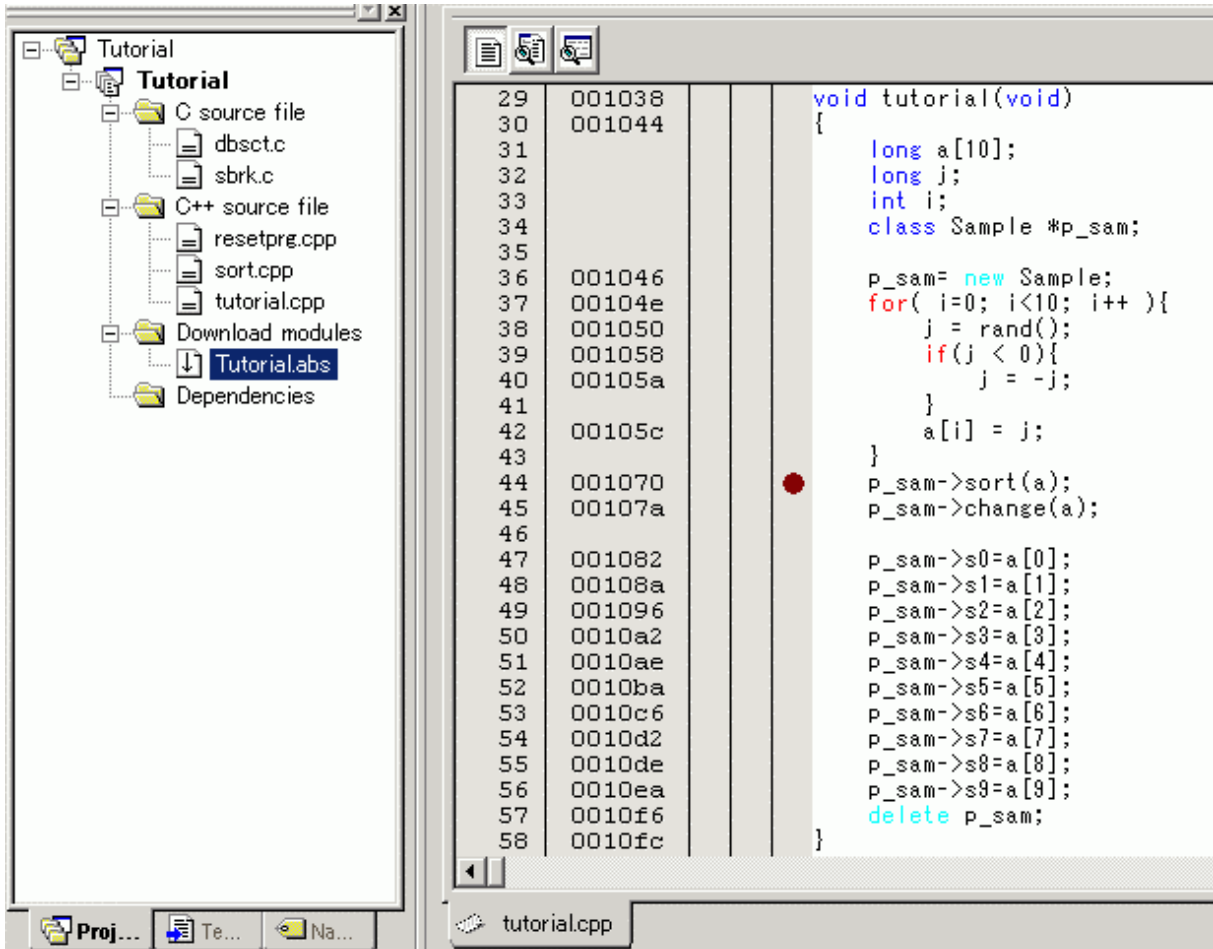 Tutorial
Tutorial
C source file
dbsct.c
sbrk.c
C++ source file
resetprg.cpp
sort.cpp
tutorial.cpp
Download modules
Tutorial.abs
Dependencies
Proj...
Te...
Na...
29 001038 void tutorial(void)
30 001044 {
31 long a[10];
32 long j;
33 int i;
34 class Sample *p_sam;
35
36 001046 p_sam= new Sample;
37 00104e for( i=0; i<10; i++ ){
38 001050 j = rand();
39 001058 if(j < 0){
40 00105a j = -j;
41 }
42 00105c a[i] = j;
43 }
44 001070 p_sam->sort(a);
45 00107a p_sam->change(a);
46
47 001082 p_sam->s0=a[0];
48 00108a p_sam->s1=a[1];
49 001096 p_sam->s2=a[2];
50 0010a2 p_sam->s3=a[3];
51 0010ae p_sam->s4=a[4];
52 0010ba p_sam->s5=a[5];
53 0010c6 p_sam->s6=a[6];
54 0010d2 p_sam->s7=a[7];
55 0010de p_sam->s8=a[8];
56 0010ea p_sam->s9=a[9];
57 0010f6 delete p_sam;
58 0010fc }
tutorial.cpp